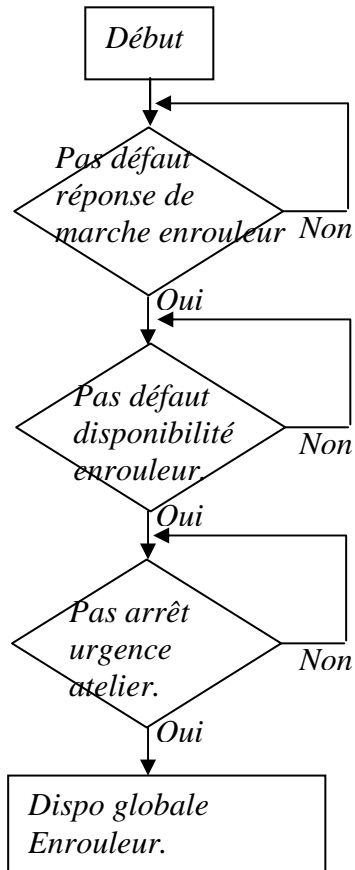 Début
Pas défaut
réponse de
marche enrouleur
Non
Oui
Pas défaut
disponibilité
enrouleur.
Non
Oui
Pas arrêt
urgence
atelier.
Non
Oui
Dispo globale
Enrouleur.